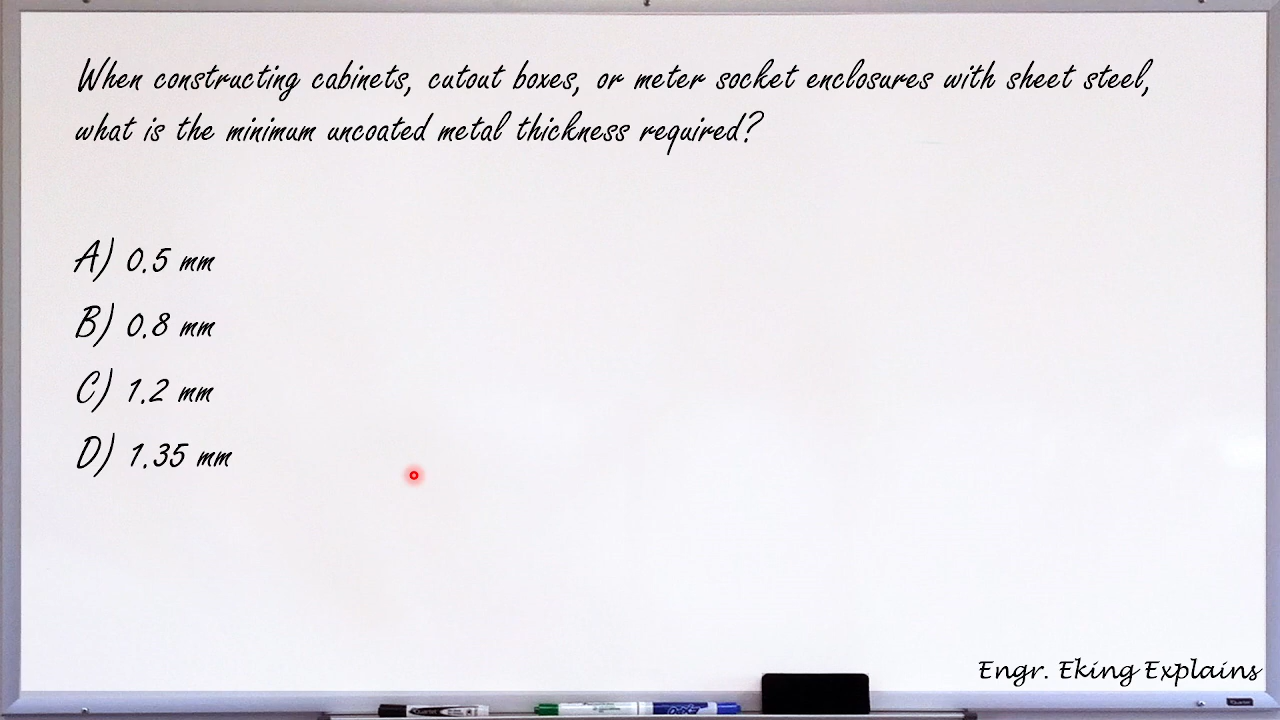 When constructing cabinets, cutout boxes, or meter socket enclosures with sheet steel,
what is the minimum uncoated metal thickness required?
A) 0.5 mm
B) 0.8 mm
C) 1.2 mm
D) 1.35 mm
Engr. Eking Explains
Quartet